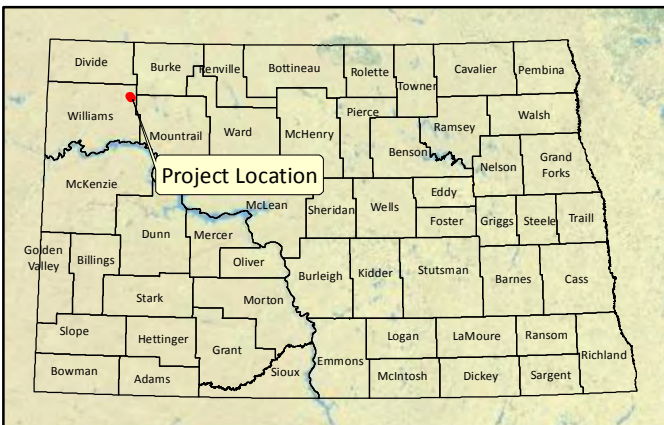 Divide
Burke
Renville
Bottineau
Rolette
Towner
Cavalier
Pembina
Williams
Mountrail
Ward
McHenry
Pierce
Benson
Ramsey
Walsh
Nelson
Grand
Forks
Project Location
McKenzie
McLean
Sheridan
Wells
Eddy
Foster
Griggs
Steele
Traill
Dunn
Mercer
Oliver
Golden
Valley
Billings
Burleigh
Kidder
Stutsman
Barnes
Cass
Stark
Morton
Slope
Hettinger
Grant
Sioux
Emmons
Logan
LaMoure
Ransom
Richland
Bowman
Adams
McIntosh
Dickey
Sargent